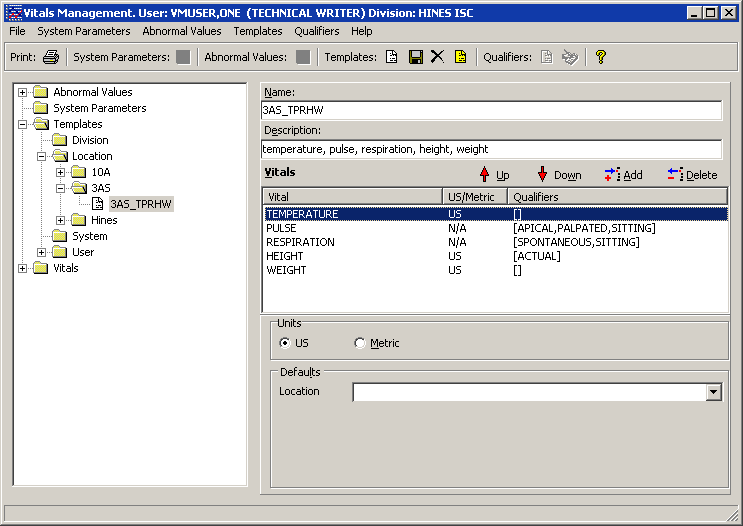 Vitals Management. User: VMUSER,ONE (TECHNICAL WRITER) Division: HINES ISC
File System Parameters Abnormal Values Templates Qualifiers Help
Print: System Parameters: Abnormal Values: Templates: Qualifiers:
Abnormal Values
System Parameters
Templates
Division
Location
10A
3AS
3AS_TPRHW
Hines
System
User
Vitals
Name:
3AS_TPRHW
Description:
temperature, pulse, respiration, height, weight
Vitals Up Down Add Delete
Vital US/Metric Qualifiers
TEMPERATURE US []
PULSE N/A [APICAL,PALPATED,SITTING]
RESPIRATION N/A [SPONTANEOUS,SITTING]
HEIGHT US [ACTUAL]
WEIGHT US []
Units
US Metric
Defaults
Location